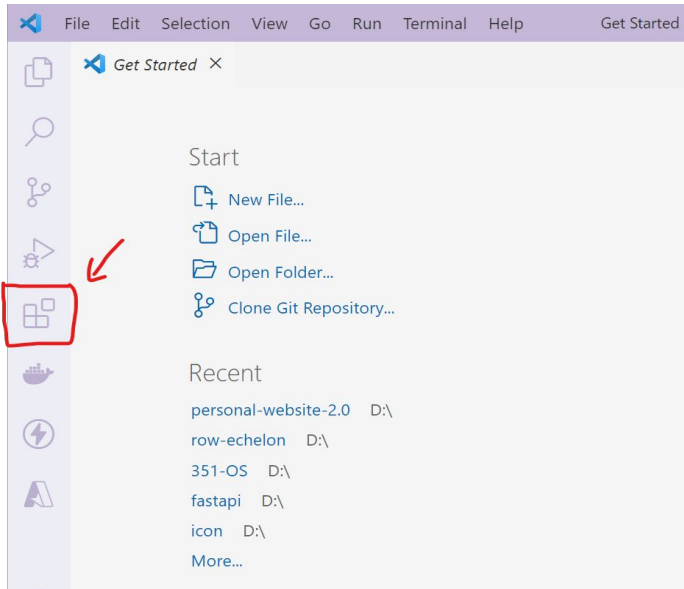 File Edit Selection View Go Run Terminal Help Get Started
Get Started
Start
New File...
Open File...
Open Folder...
Clone Git Repository...
Recent
personal-website-2.0 D:\
row-echelon D:\
351-OS D:\
fastapi D:\
icon D:\
More...